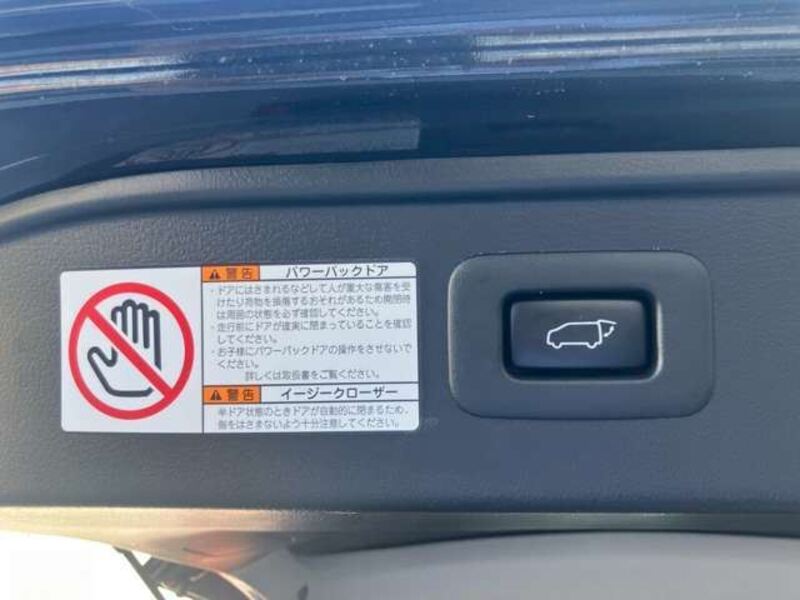 警告 パワーバックドア
・ドアにはさまれるなどして人が重大な傷害を受
けたり荷物を損傷するおそれがあるため開閉時
は周囲の状態を必ず確認してください。
・走行前にドアが確実に閉まっていることを確認
してください。
・お子様にパワーバックドアの操作をさせないで
ください。
詳しくは取扱書をご覧ください。
警告 イージークローザー
半ドア状態のときドアが自動的に閉まるため、
指をはさまないよう十分注意してください。